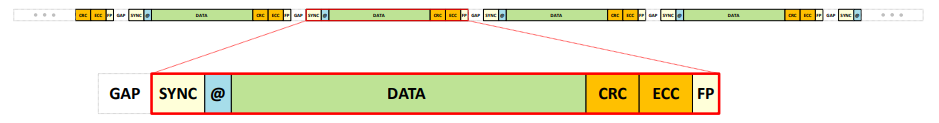 CRC ECC FP GAP SYNC @ DATA CRC ECC FP GAP SYNC @ DATA CRC ECC FP GAP SYNC @ DATA CRC ECC FP GAP SYNC @ DATA CRC ECC FP GAP SYNC @
GAP SYNC @ DATA CRC ECC FP